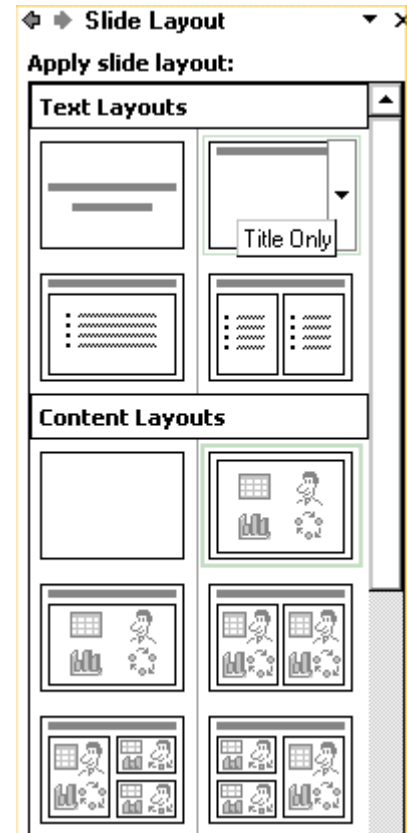 Slide Layout
Apply slide layout:
Text Layouts
Title Only
Content Layouts